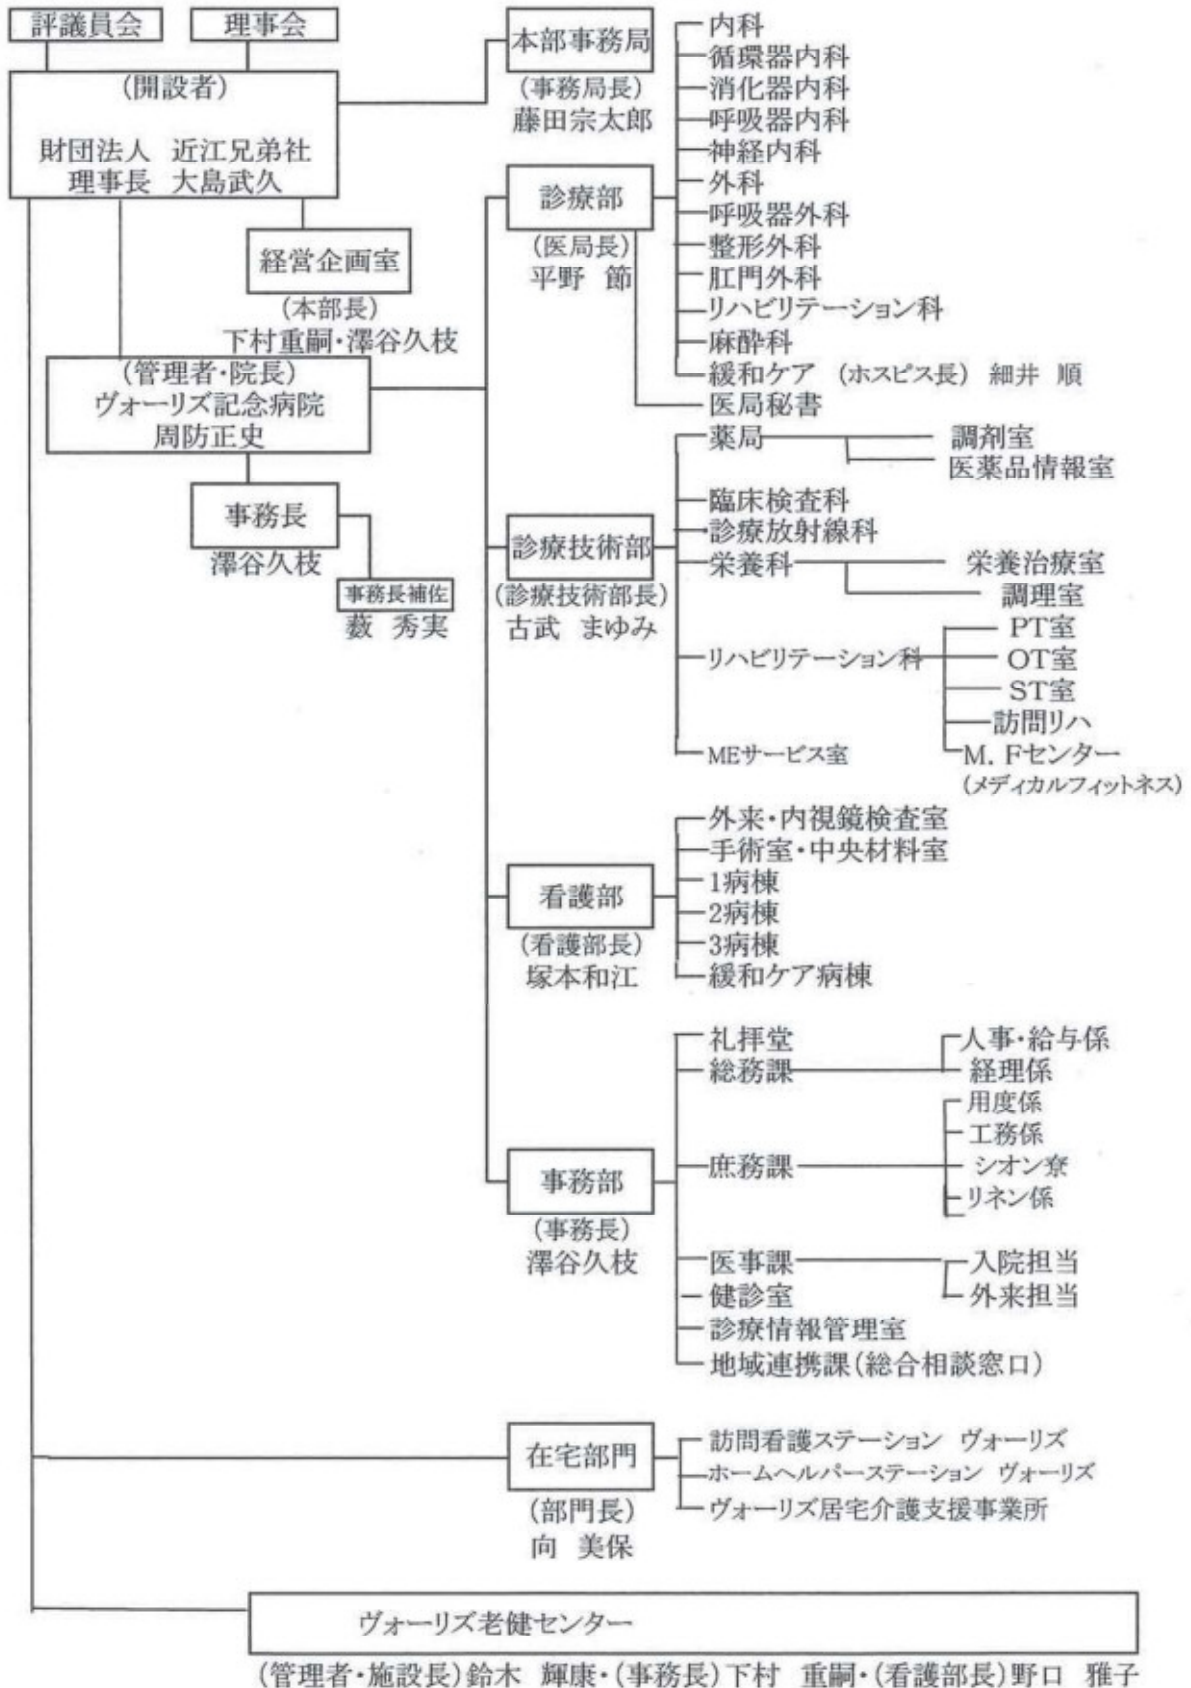 評議員会
理事会
(開設者)
財団法人 近江兄弟社
理事長 大島武久
経営企画室
(本部長)
下村重嗣・澤谷久枝
(管理者・院長)
ヴォーリズ記念病院
周防正史
事務長
澤谷久枝
事務長補佐
薮 秀実
本部事務局
(事務局長)
藤田宗太郎
診療部
(医局長)
平野 節
内科
循環器内科
消化器内科
呼吸器内科
神経内科
外科
呼吸器外科
整形外科
肛門外科
リハビリテーション科
麻酔科
緩和ケア (ホスピス長) 細井 順
医局秘書
診療技術部
(診療技術部長)
古武 まゆみ
薬局
調剤室
医薬品情報室
臨床検査科
診療放射線科
栄養科
栄養治療室
調理室
リハビリテーション科
PT室
OT室
ST室
訪問リハ
M. Fセンター
(メディカルフィットネス)
MEサービス室
看護部
(看護部長)
塚本和江
外来・内視鏡検査室
手術室・中央材料室
1病棟
2病棟
3病棟
緩和ケア病棟
事務部
(事務長)
澤谷久枝
礼拝堂
総務課
人事・給与係
経理係
庶務課
用度係
工務係
シオン寮
リネン係
医事課
入院担当
外来担当
健診室
診療情報管理室
地域連携課(総合相談窓口)
在宅部門
(部門長)
向 美保
訪問看護ステーション ヴォーリズ
ホームヘルパーステーション ヴォーリズ
ヴォーリズ居宅介護支援事業所
ヴォーリズ老健センター
(管理者・施設長)鈴木 輝康・(事務長)下村 重嗣・(看護部長)野口 雅子